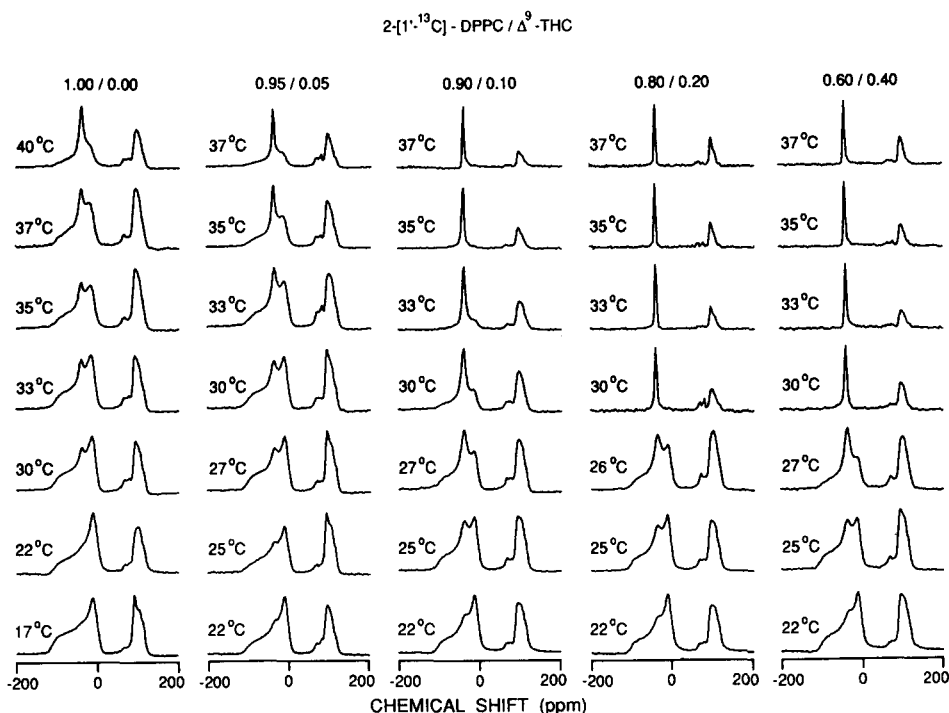 2-[1'-¹³C] - DPPC / Δ⁹ -THC
1.00 / 0.00 0.95 / 0.05 0.90 / 0.10 0.80 / 0.20 0.60 / 0.40
40°C 37°C 37°C 37°C 37°C
37°C 35°C 35°C 35°C 35°C
35°C 33°C 33°C 33°C 33°C
33°C 30°C 30°C 30°C 30°C
30°C 27°C 27°C 26°C 27°C
22°C 25°C 25°C 25°C 25°C
17°C 22°C 22°C 22°C 22°C
-200 0 200 -200 0 200 -200 0 200 -200 0 200 -200 0 200
CHEMICAL SHIFT (ppm)